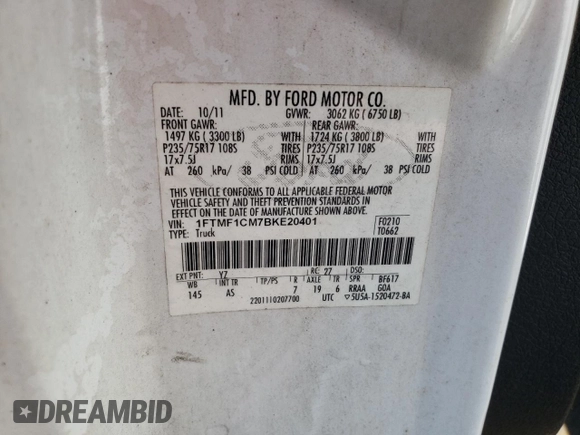 MFD. BY FORD MOTOR CO.
DATE: 10/11 GVWR: 3062 KG ( 6750 LB)
FRONT GAWR: REAR GAWR:
1497 KG ( 3300 LB) WITH 1724 KG ( 3800 LB) WITH
P235/75R17 108S TIRES P235/75R17 108S TIRES
17x7.5J RIMS 17x7.5J RIMS
AT 260 kPa/ 38 PSI COLD AT 260 kPa/ 38 PSI COLD
THIS VEHICLE CONFORMS TO ALL APPLICABLE FEDERAL MOTOR
VEHICLE SAFETY AND THEFT PREVENTION STANDARDS IN
EFFECT ON THE DATE OF MANUFACTURE SHOWN ABOVE.
VIN: 1FTMF1CM7BKE20401 F0210
TYPE: Truck T0662
EXT PNT: YZ RC: 27 DSO:
WB INT TR TP/PS R AXLE TR SPR BF617
145 AS 7 19 6 RRAA G0A
2201110207700 UTC ▽5U5A-1520472-BA
DREAMBID